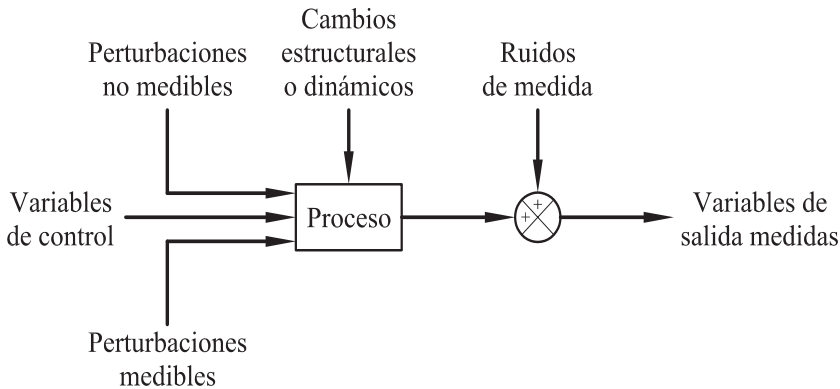 Perturbaciones
no medibles
Cambios
estructurales
o dinámicos
Ruidos
de medida
Variables
de control
Proceso
+
+
Variables de
salida medidas
Perturbaciones
medibles